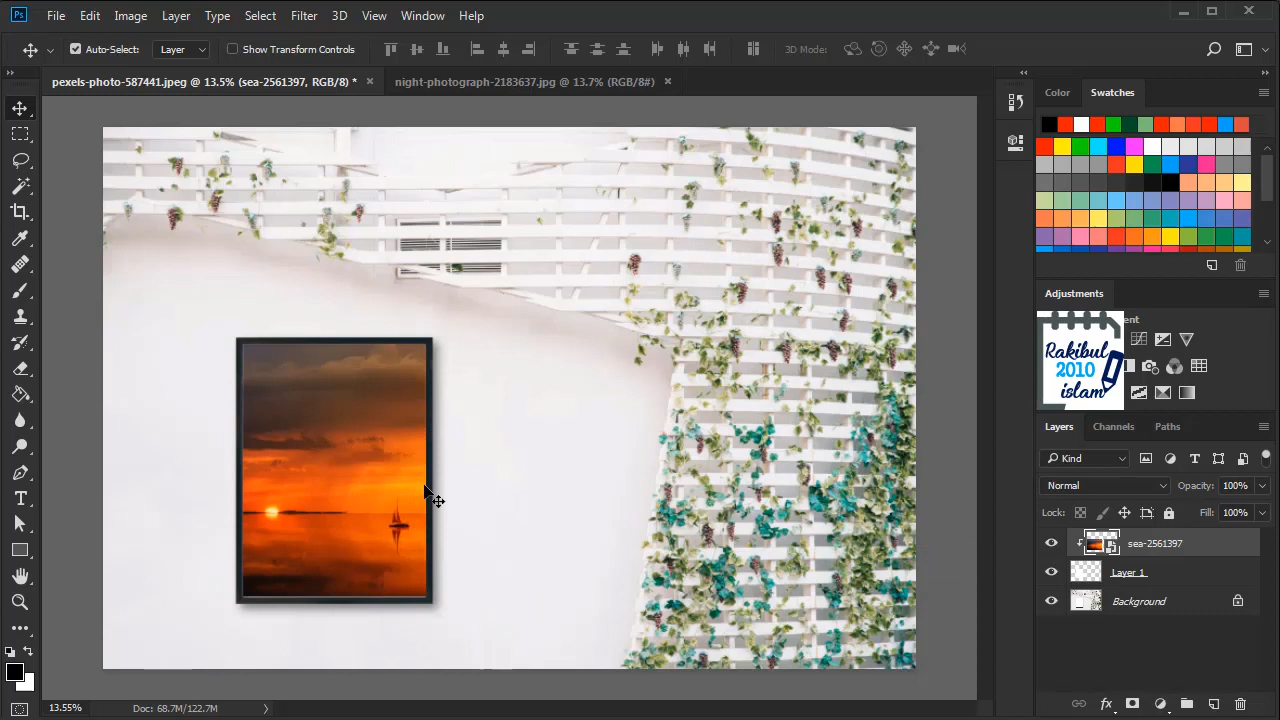 Ps File Edit Image Layer Type Select Filter 3D View Window Help
Auto-Select: Layer Show Transform Controls 3D Mode:
pexels-photo-587441.jpeg @ 13.5% (sea-2561397, RGB/8) * night-photograph-2183637.jpg @ 13.7% (RGB/8#)
Color Swatches
Adjustments
ent
Rakibul
2010
islam
Layers Channels Paths
Kind
Normal Opacity: 100%
Lock: Fill: 100%
sea-2561397
Layer 1
Background
13.55% Doc: 68.7M/122.7M
fx